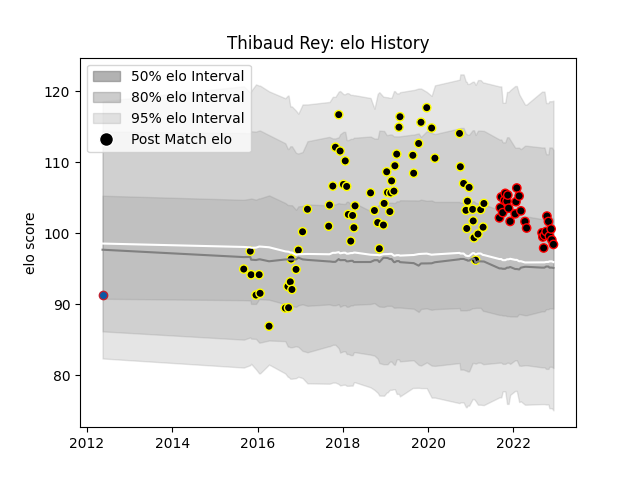 Thibaud Rey: elo History
50% elo Interval
80% elo Interval
95% elo Interval
Post Match elo
elo score
120
110
100
90
80
2012
2014
2016
2018
2020
2022